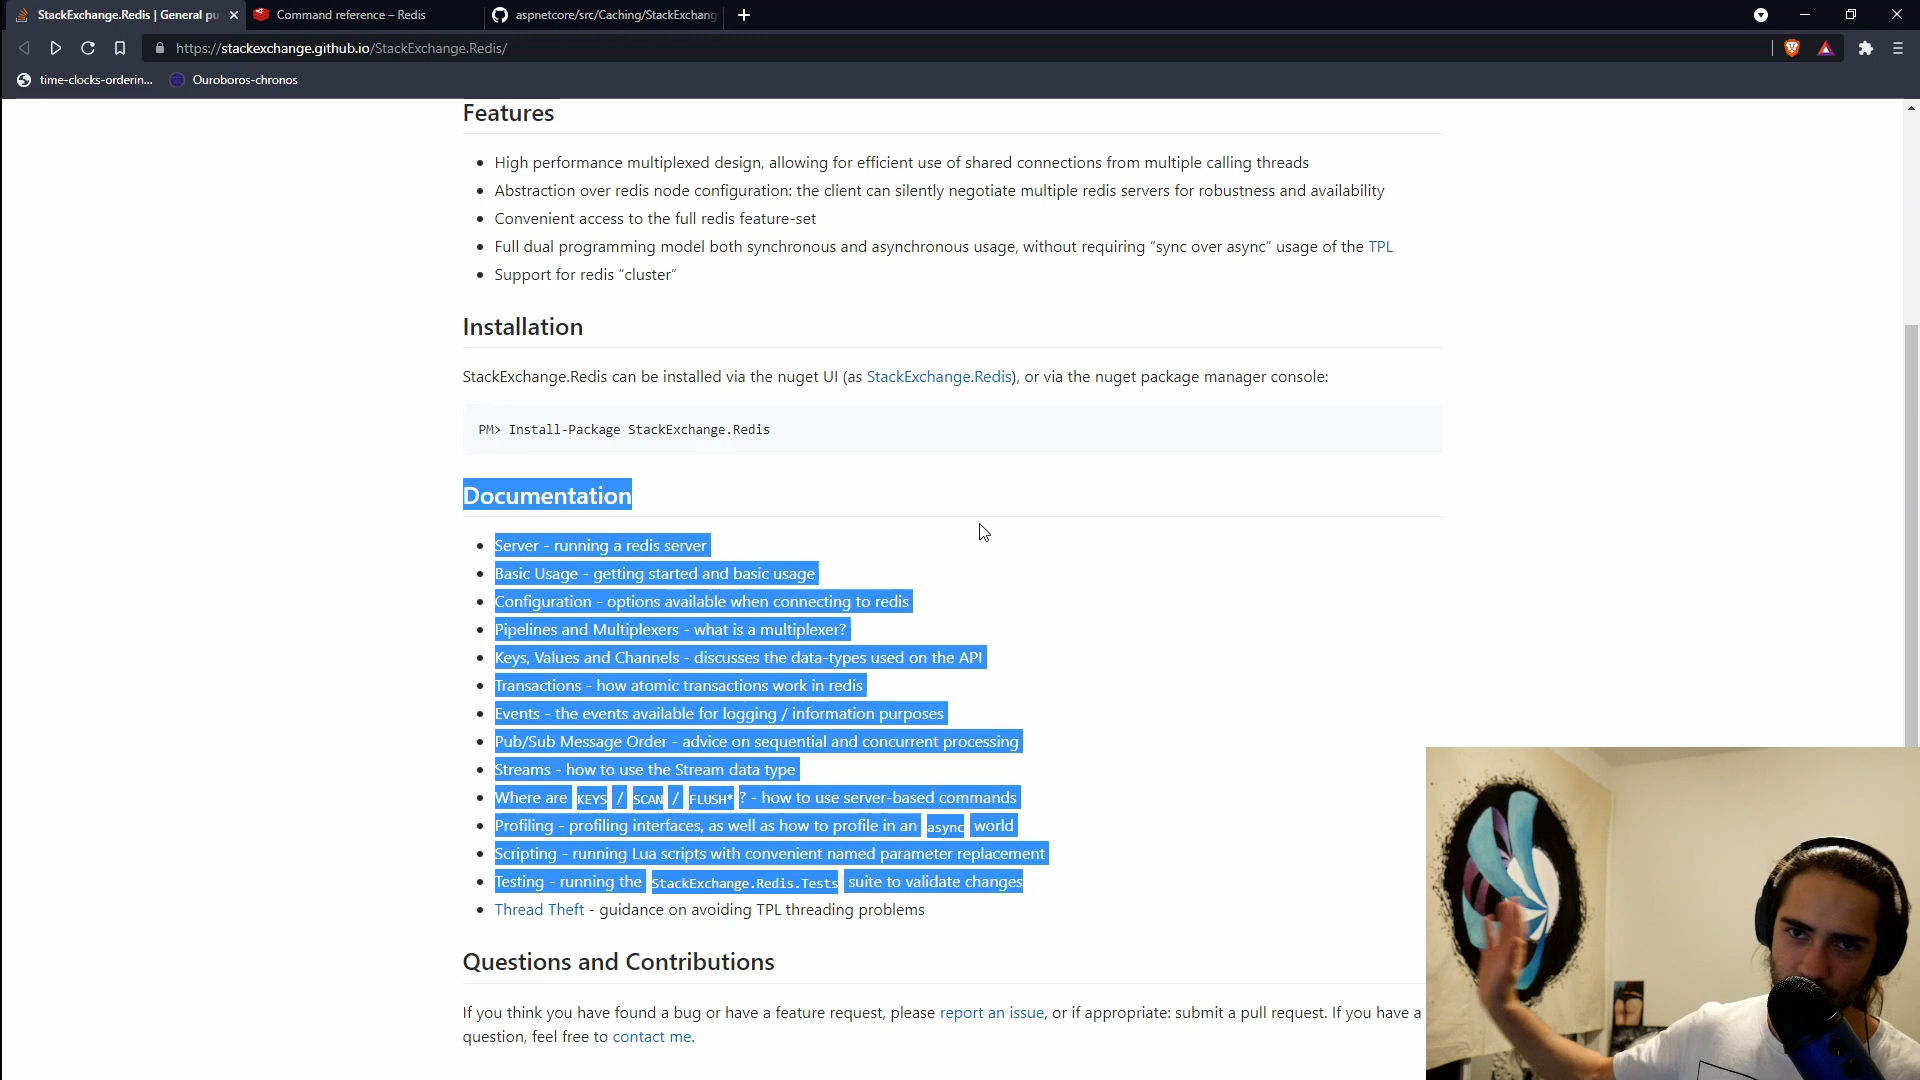 StackExchange.Redis | General pu
Command reference – Redis
aspnetcore/src/Caching/StackExchang
https://stackexchange.github.io/StackExchange.Redis/
time-clocks-orderin...
Ouroboros-chronos
Features
High performance multiplexed design, allowing for efficient use of shared connections from multiple calling threads
Abstraction over redis node configuration: the client can silently negotiate multiple redis servers for robustness and availability
Convenient access to the full redis feature-set
Full dual programming model both synchronous and asynchronous usage, without requiring “sync over async” usage of the TPL
Support for redis “cluster”
Installation
StackExchange.Redis can be installed via the nuget UI (as StackExchange.Redis), or via the nuget package manager console:
PM> Install-Package StackExchange.Redis
Documentation
Server - running a redis server
Basic Usage - getting started and basic usage
Configuration - options available when connecting to redis
Pipelines and Multiplexers - what is a multiplexer?
Keys, Values and Channels - discusses the data-types used on the API
Transactions - how atomic transactions work in redis
Events - the events available for logging / information purposes
Pub/Sub Message Order - advice on sequential and concurrent processing
Streams - how to use the Stream data type
Where are KEYS / SCAN / FLUSH* ? - how to use server-based commands
Profiling - profiling interfaces, as well as how to profile in an async world
Scripting - running Lua scripts with convenient named parameter replacement
Testing - running the StackExchange.Redis.Tests suite to validate changes
Thread Theft - guidance on avoiding TPL threading problems
Questions and Contributions
If you think you have found a bug or have a feature request, please report an issue, or if appropriate: submit a pull request. If you have a
question, feel free to contact me.